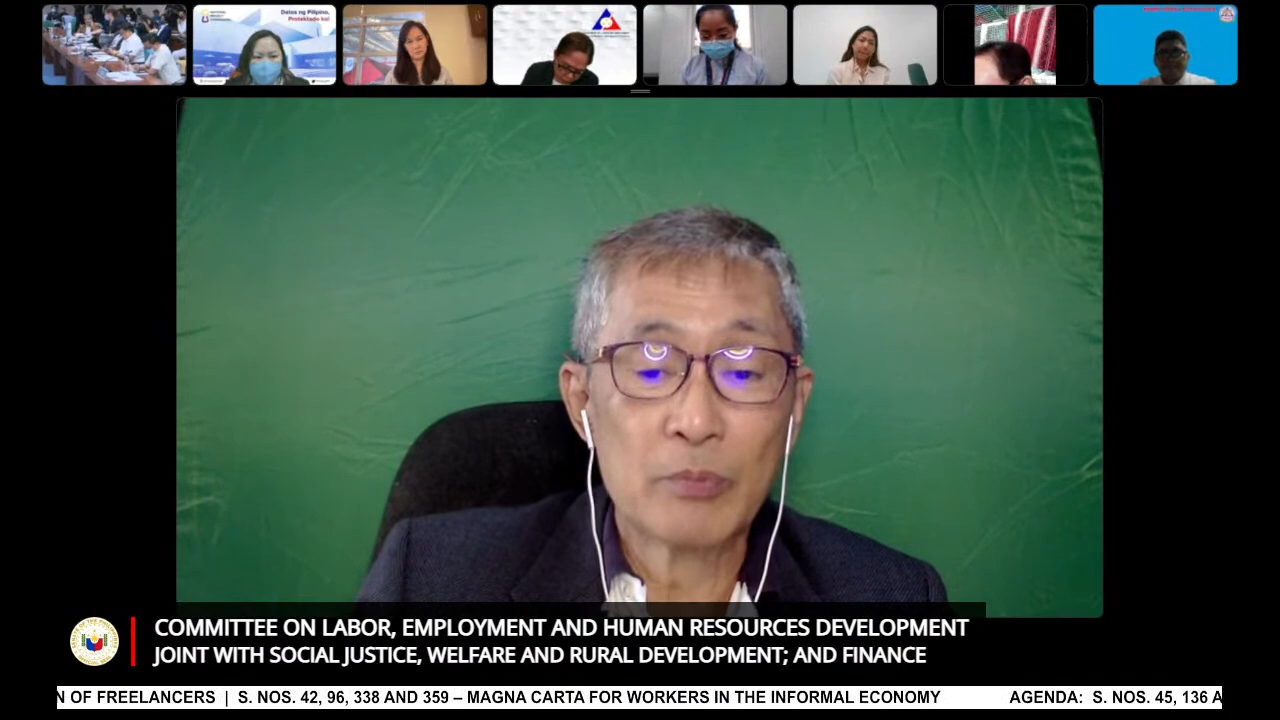 Datos ng Pilipino,
Protektado ko!
COMMITTEE ON LABOR, EMPLOYMENT AND HUMAN RESOURCES DEVELOPMENT
JOINT WITH SOCIAL JUSTICE, WELFARE AND RURAL DEVELOPMENT; AND FINANCE
N OF FREELANCERS | S. NOS. 42, 96, 338 AND 359 – MAGNA CARTA FOR WORKERS IN THE INFORMAL ECONOMY AGENDA: S. NOS. 45, 136 A